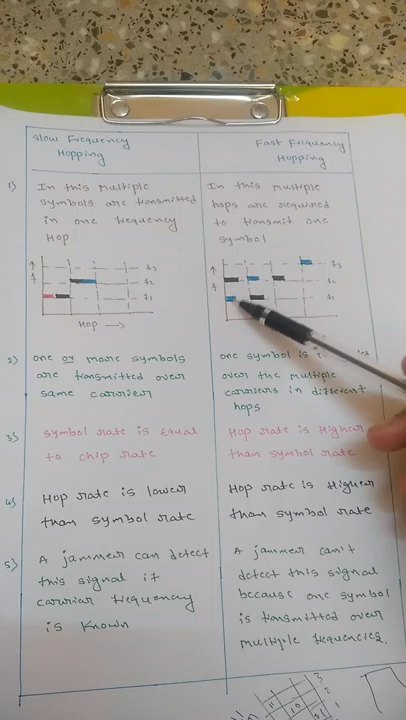 Slow Frequency
Hopping
Fast Frequency
Hopping
1)
In this Multiple
symbols are transmitted
in one frequency
Hop
In this multiple
hops are required
to transmit one
symbol
f
f3
f2
f1
Hop
f
f3
f2
f1
2)
one or more symbols
are transmitted over
same carrier
one symbol is
over the multiple
carriers in different
hops
3)
Symbol rate is Equal
to chip rate
Hop rate is Higher
than symbol rate
4)
Hop rate is lower
than symbol rate
Hop rate is Higher
than symbol rate
5)
A jammer can detect
this signal if
carrier frequency
is known
A jammer can't
detect this signal
because one symbol
is transmitted over
multiple frequencies.
3
2
11
10